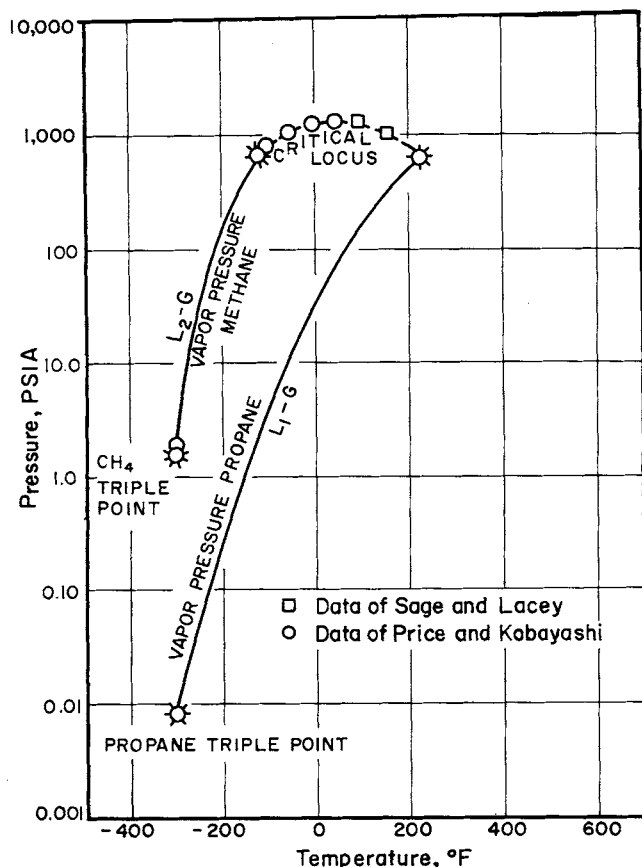 10,000
1,000
100
10.0
1.0
0.10
0.01
0.001
Pressure, PSIA
CRITICAL
LOCUS
L2-G
VAPOR PRESSURE
METHANE
VAPOR PRESSURE PROPANE
L1-G
CH4
TRIPLE
POINT
Data of Sage and Lacey
Data of Price and Kobayashi
PROPANE TRIPLE POINT
-400 -200 0 200 400 600
Temperature, °F